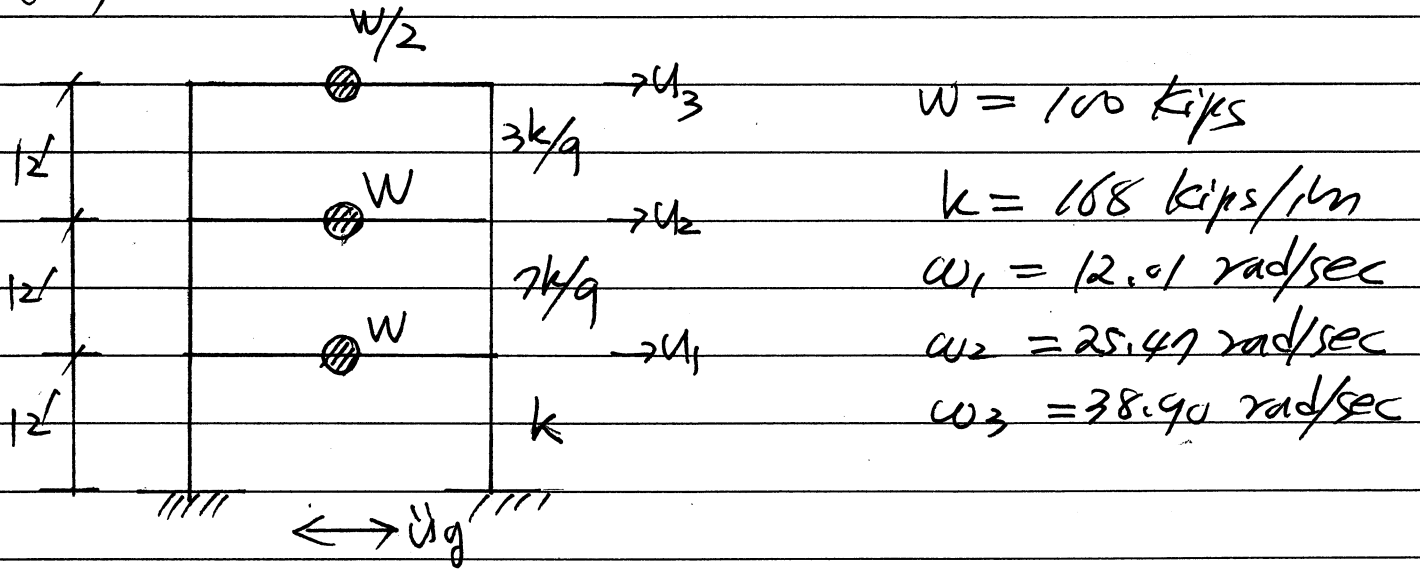 W/2
→u₃
W = 100 kips
12'
3k/9
W
k = 168 kips/in
→u₂
ω₁ = 12.01 rad/sec
12'
7k/9
W
→u₁
ω₂ = 25.47 rad/sec
12'
k
ω₃ = 38.90 rad/sec
üg